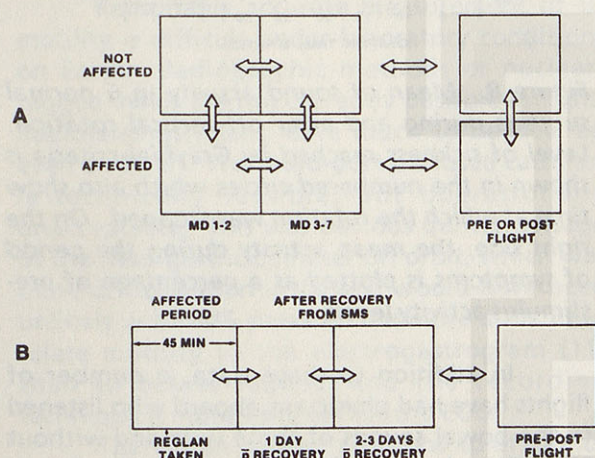 NOT
AFFECTED
A
AFFECTED
MD 1-2
MD 3-7
PRE OR POST
FLIGHT
AFFECTED
PERIOD
AFTER RECOVERY
FROM SMS
B
45 MIN
REGLAN
TAKEN
1 DAY
p̄ RECOVERY
2-3 DAYS
p̄ RECOVERY
PRE-POST
FLIGHT